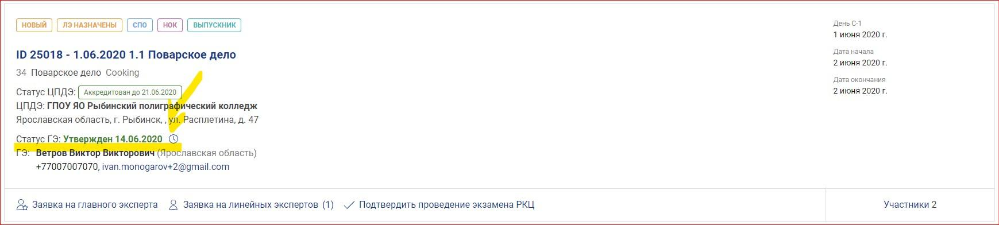 НОВЫЙ ЛЭ НАЗНАЧЕНЫ СПО НОК ВЫПУСКНИК
ID 25018 - 1.06.2020 1.1 Поварское дело
34 Поварское дело Cooking
Статус ЦПДЭ: Аккредитован до 21.06.2020
ЦПДЭ: ГПОУ ЯО Рыбинский полиграфический колледж
Ярославская область, г. Рыбинск, , ул. Расплетина, д. 47
Статус ГЭ: Утвержден 14.06.2020
ГЭ: Ветров Виктор Викторович (Ярославская область)
+77007007070, ivan.monogarov+2@gmail.com
День С-1
1 июня 2020 г.
Дата начала
2 июня 2020 г.
Дата окончания
2 июня 2020 г.
Заявка на главного эксперта Заявка на линейных экспертов (1) Подтвердить проведение экзамена РКЦ
Участники 2